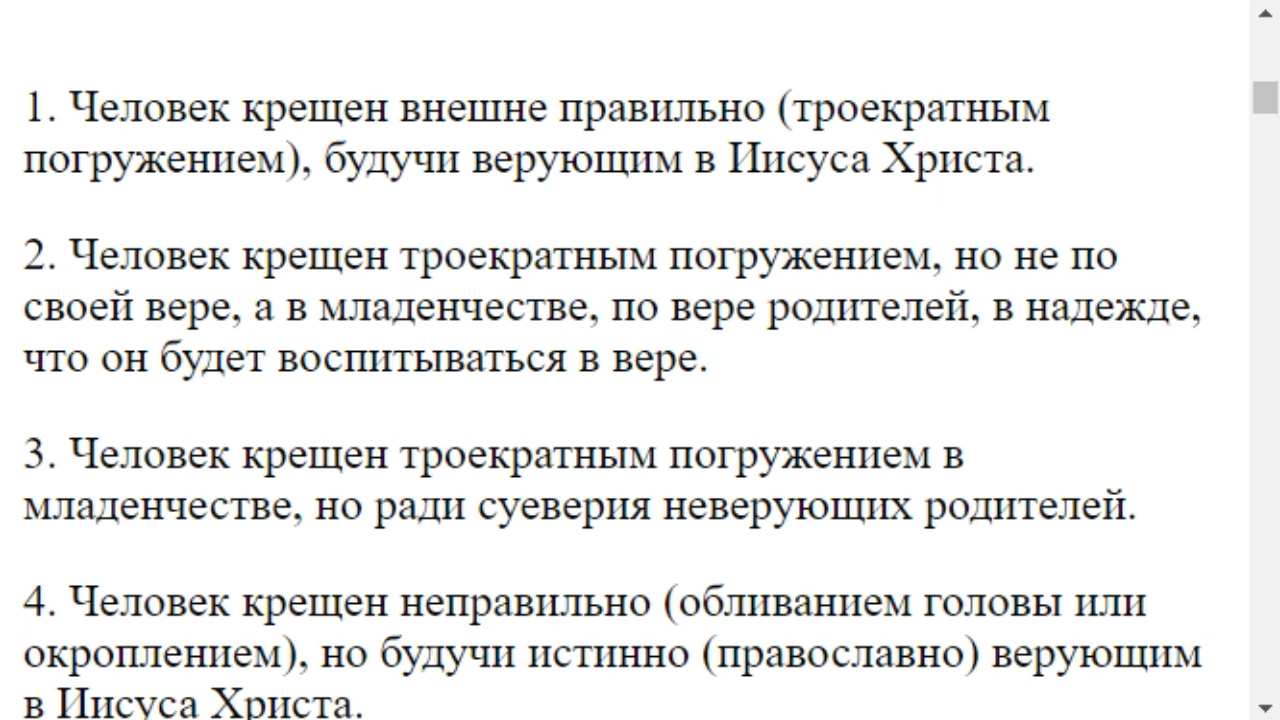 1. Человек крещен внешне правильно (троекратным
погружением), будучи верующим в Иисуса Христа.
2. Человек крещен троекратным погружением, но не по
своей вере, а в младенчестве, по вере родителей, в надежде,
что он будет воспитываться в вере.
3. Человек крещен троекратным погружением в
младенчестве, но ради суеверия неверующих родителей.
4. Человек крещен неправильно (обливанием головы или
окроплением), но будучи истинно (православно) верующим
в Иисуса Христа.